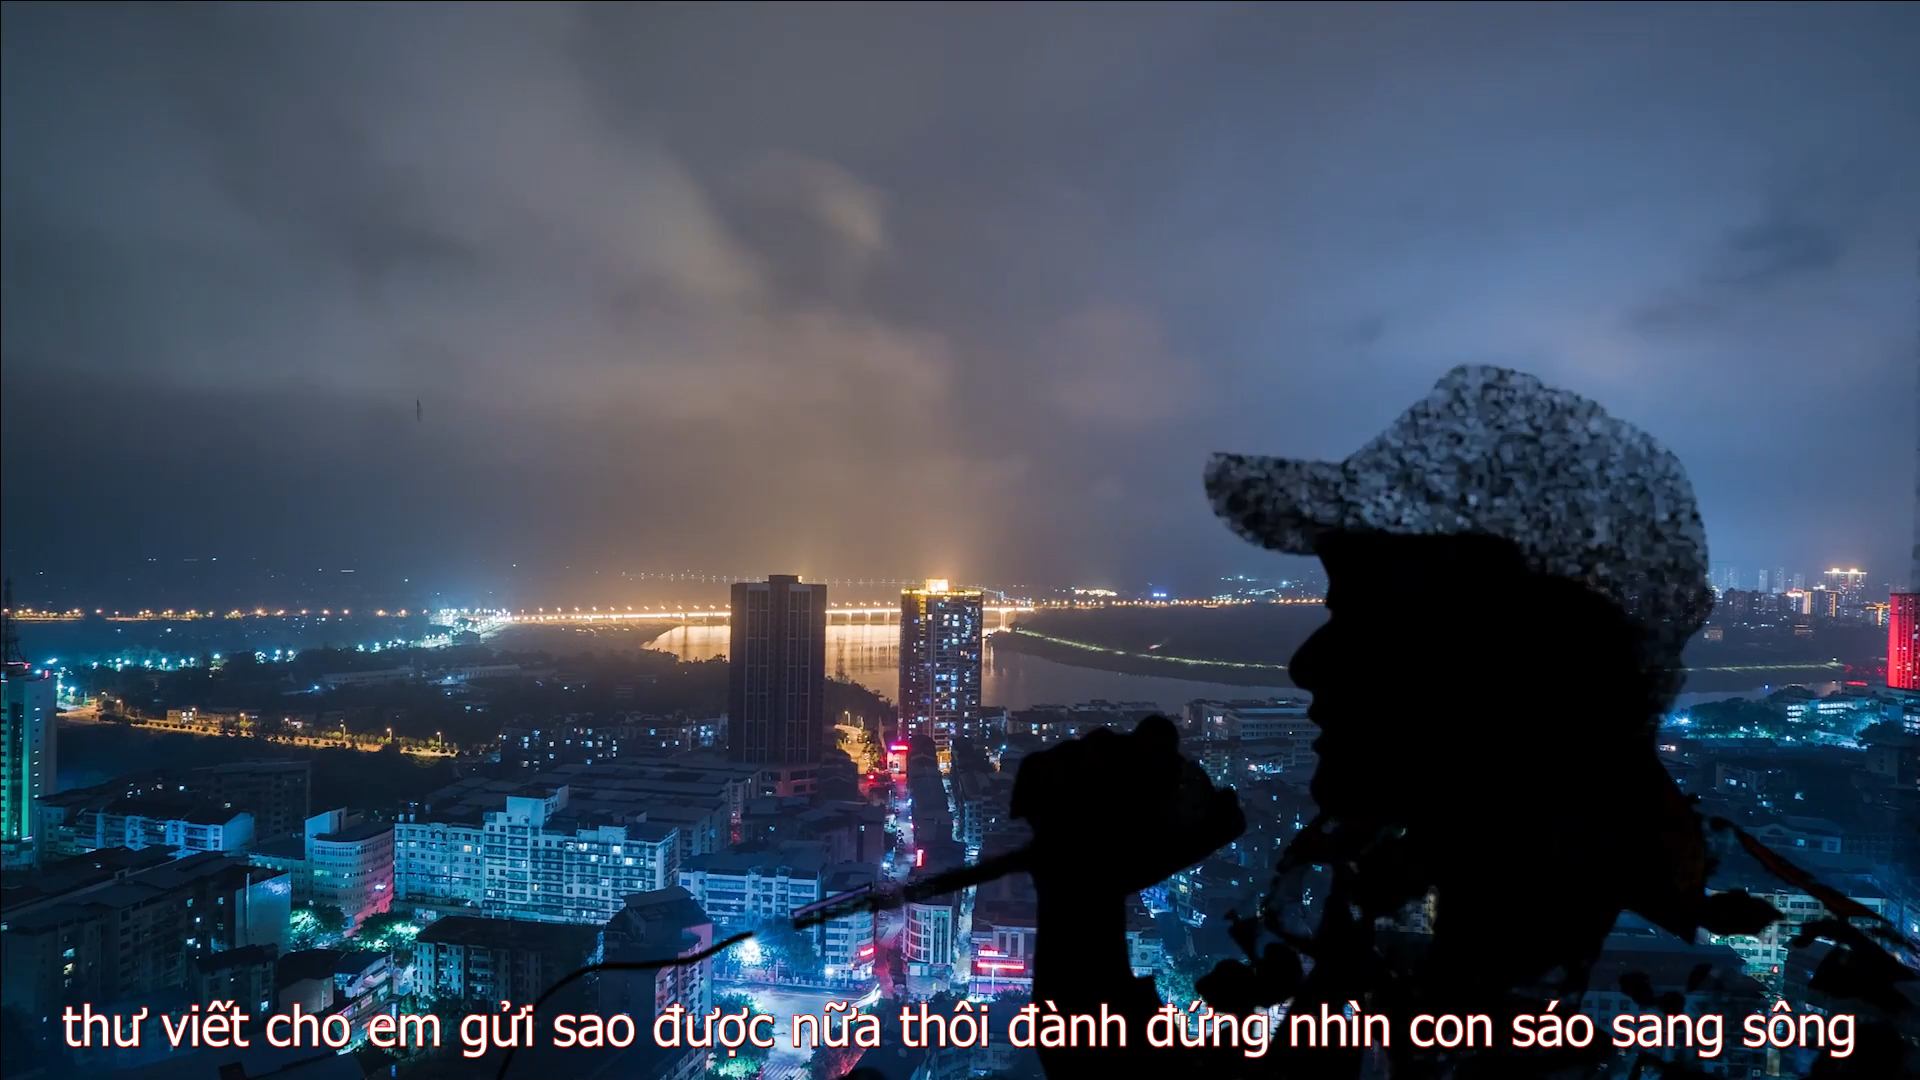 thư viết cho em gửi sao được nữa thôi đành đứng nhìn con sáo sang sông